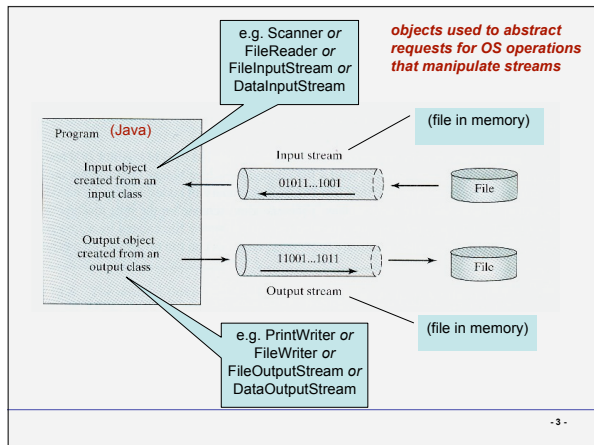 e.g. Scanner or
FileReader or
FileInputStream or
DataInputStream
objects used to abstract
requests for OS operations
that manipulate streams
Program (Java)
(file in memory)
Input object
created from an
input class
Input stream
01011...1001
File
Output object
created from an
output class
11001...1011
File
Output stream
(file in memory)
e.g. PrintWriter or
FileWriter or
FileOutputStream or
DataOutputStream
- 3 -